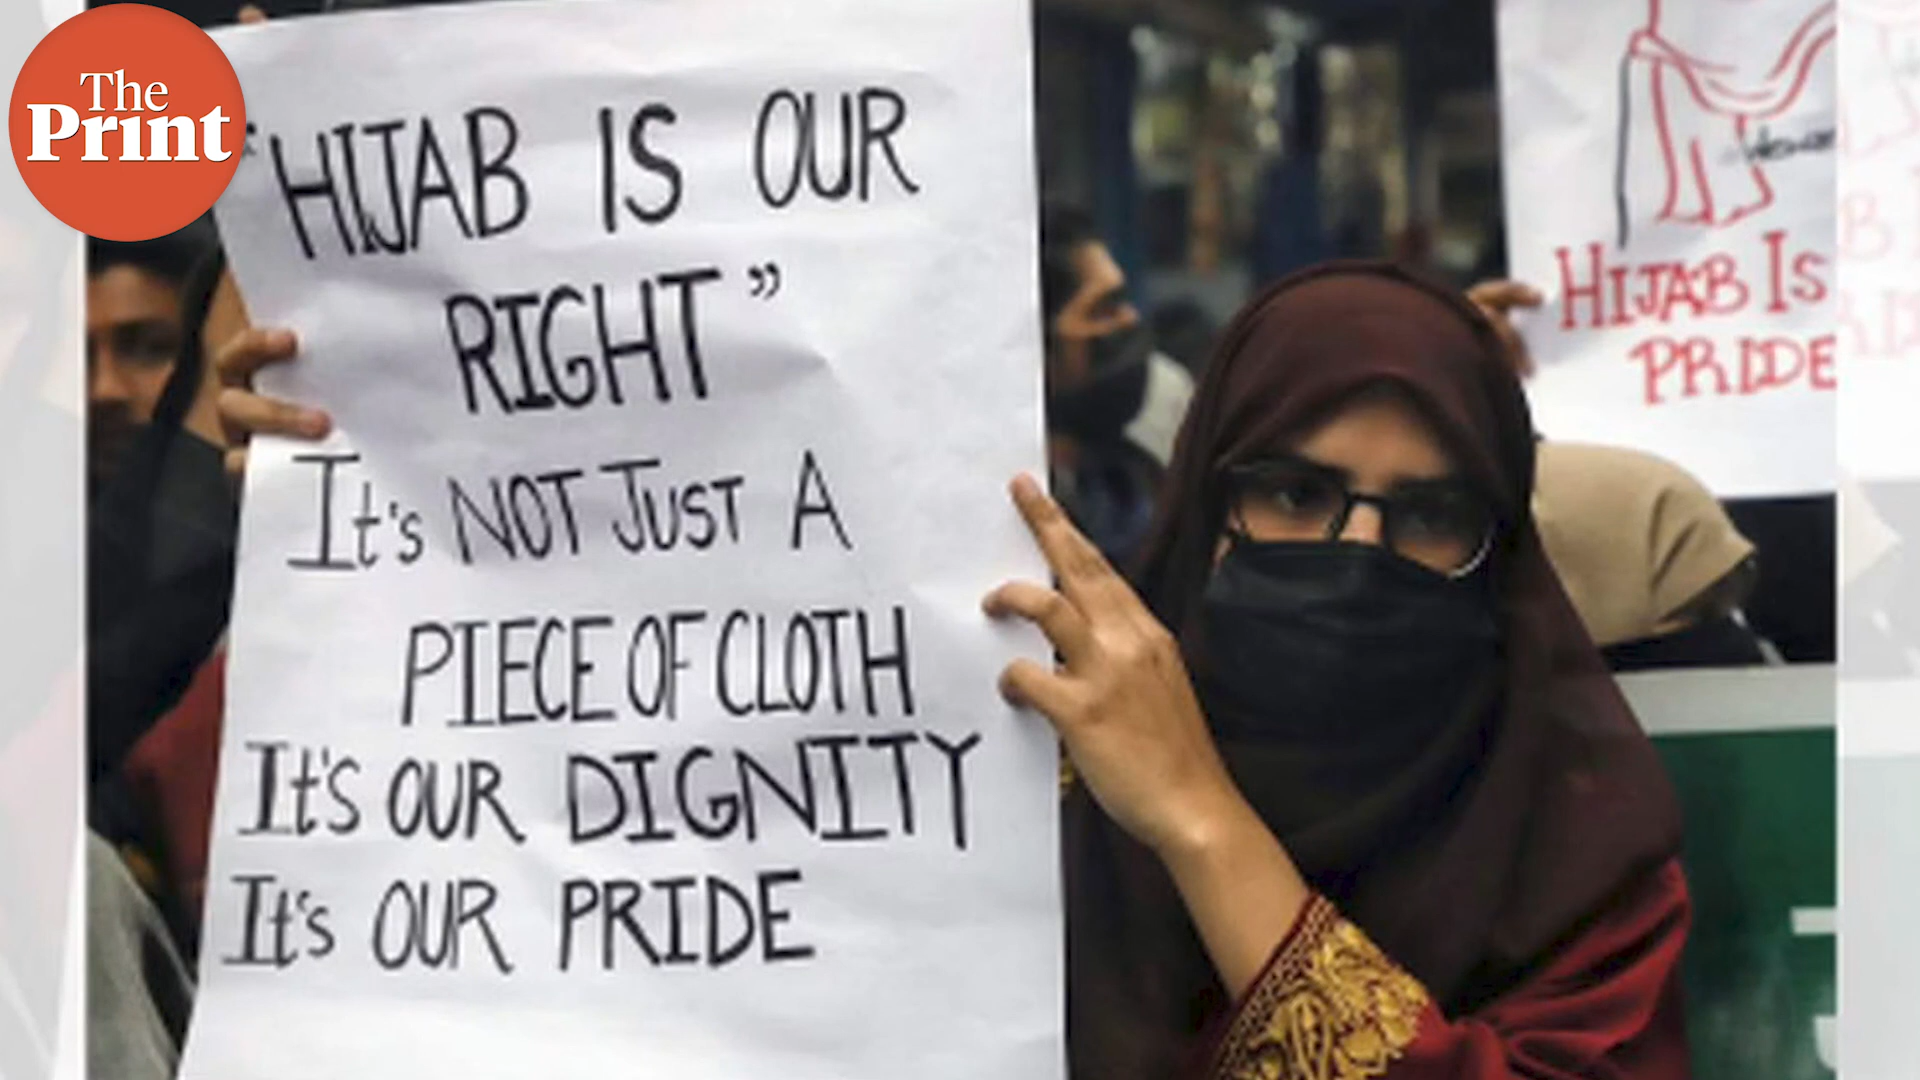 The
Print
"HIJAB IS OUR
RIGHT"
It's NOT JUST A
PIECE OF CLOTH
It's OUR DIGNITY
It's OUR PRIDE
HIJAB IS
PRIDE